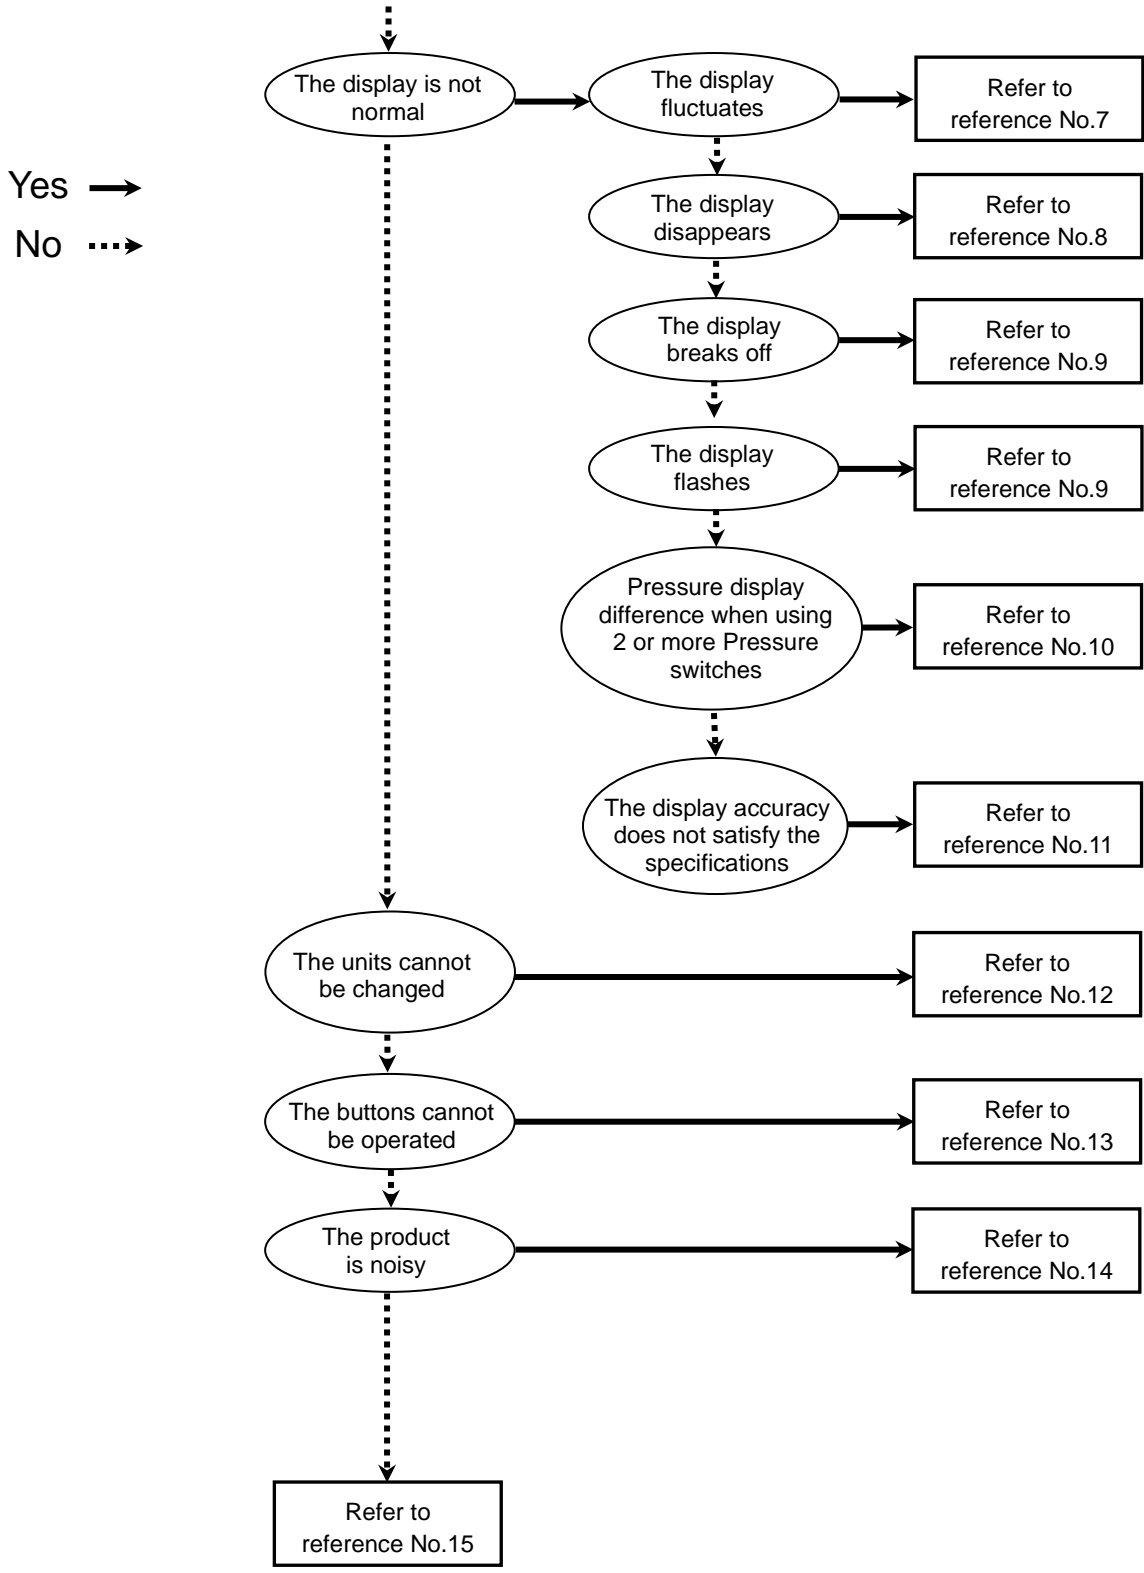 The display is not
normal
The display
fluctuates
Refer to
reference No.7
Yes
No
The display
disappears
Refer to
reference No.8
The display
breaks off
Refer to
reference No.9
The display
flashes
Refer to
reference No.9
Pressure display
difference when using
2 or more Pressure
switches
Refer to
reference No.10
The display accuracy
does not satisfy the
specifications
Refer to
reference No.11
The units cannot
be changed
Refer to
reference No.12
The buttons cannot
be operated
Refer to
reference No.13
The product
is noisy
Refer to
reference No.14
Refer to
reference No.15